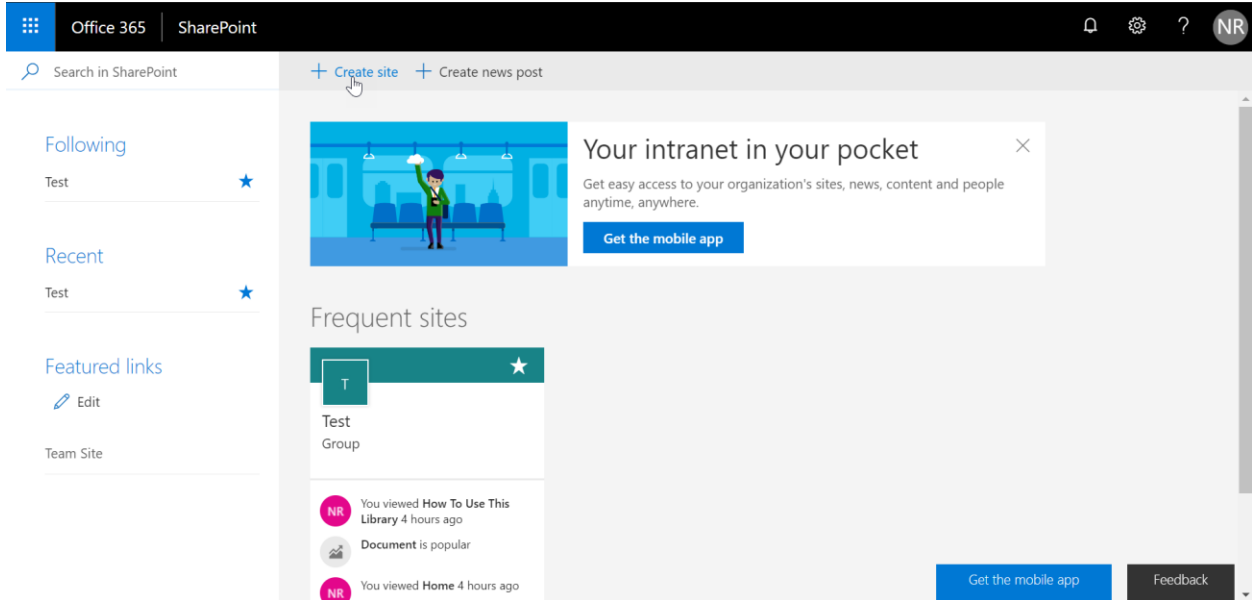 Office 365
SharePoint
NR
Search in SharePoint
Create site
Create news post
Following
Test
Recent
Test
Featured links
Edit
Team Site
Your intranet in your pocket
Get easy access to your organization's sites, news, content and people
anytime, anywhere.
Get the mobile app
Frequent sites
T
Test
Group
NR
You viewed How To Use This
Library 4 hours ago
Document is popular
NR
You viewed Home 4 hours ago
Get the mobile app
Feedback